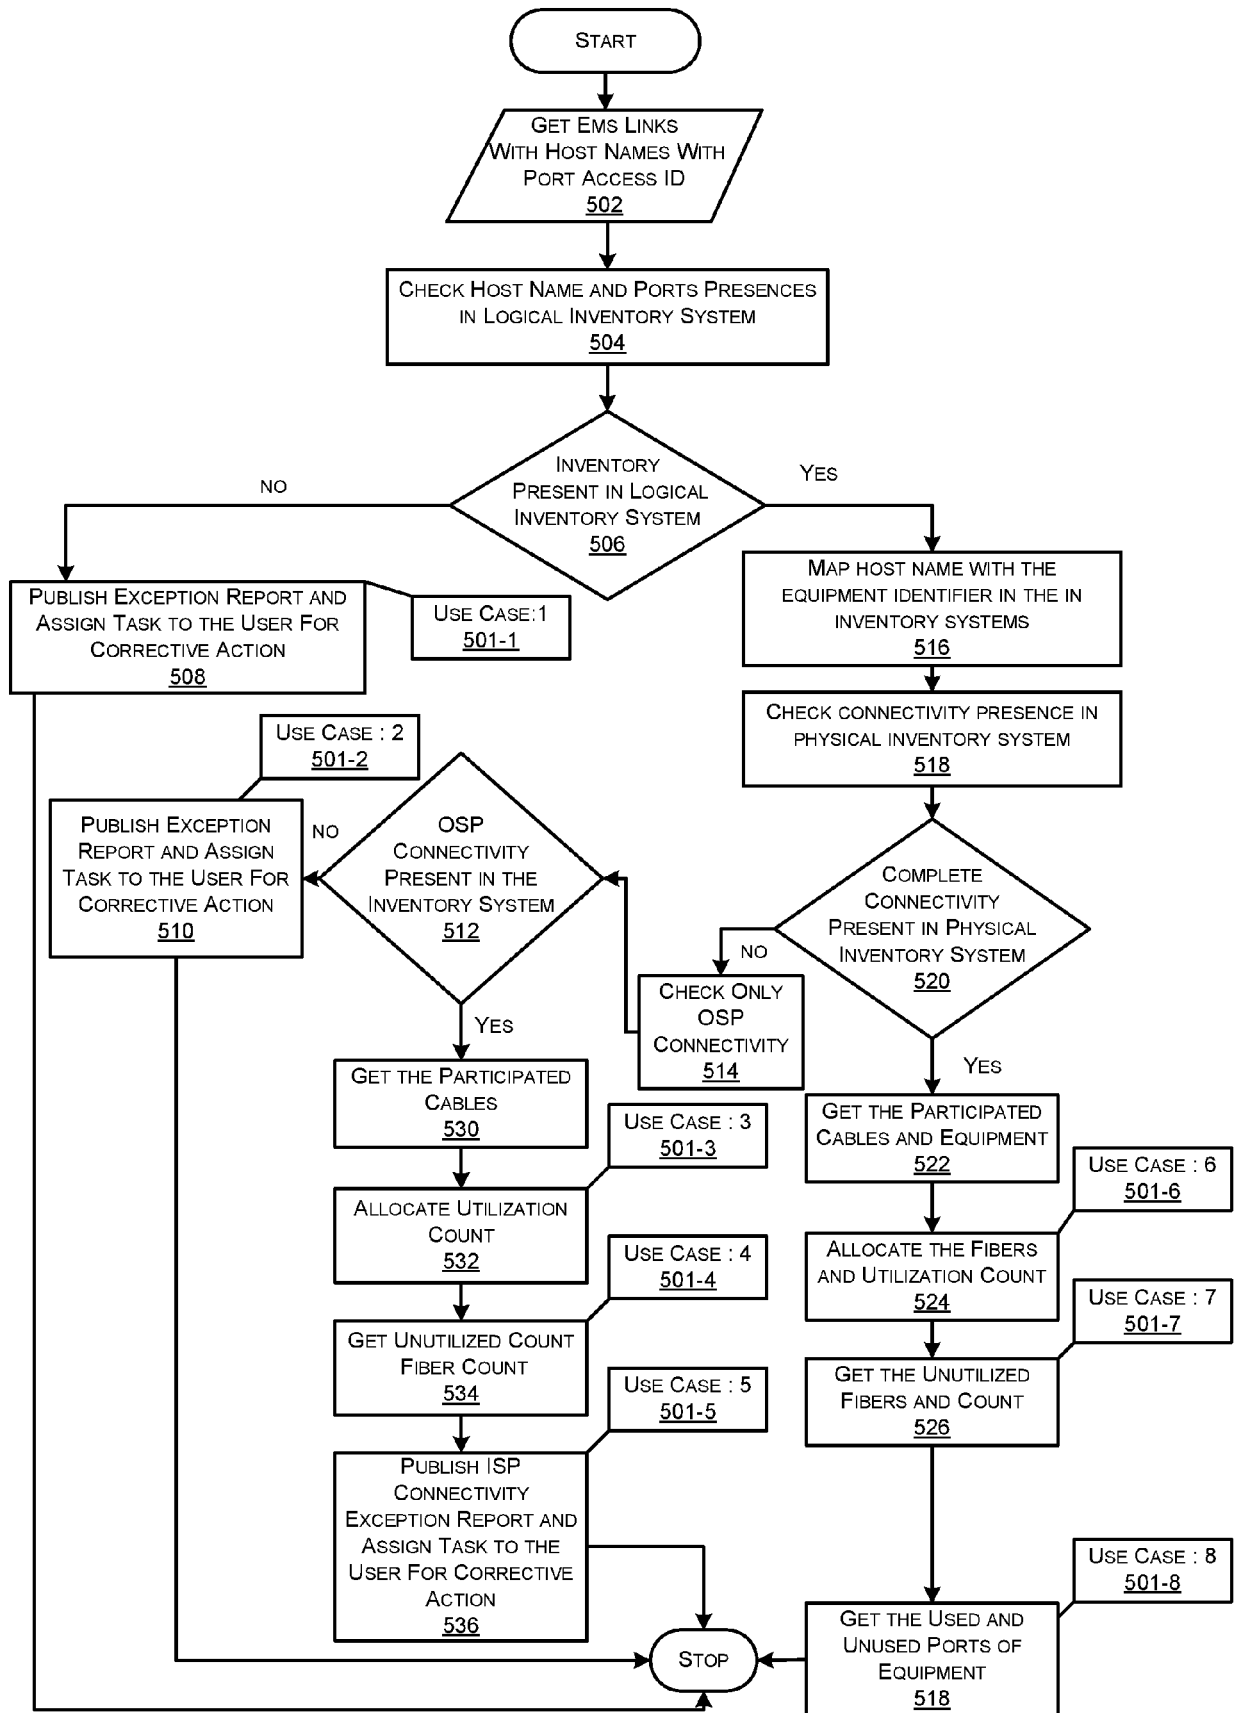 START
GET EMS LINKS
WITH HOST NAMES WITH
PORT ACCESS ID
502
CHECK HOST NAME AND PORTS PRESENCES
IN LOGICAL INVENTORY SYSTEM
504
INVENTORY
PRESENT IN LOGICAL
INVENTORY SYSTEM
506
NO
YES
PUBLISH EXCEPTION REPORT AND
ASSIGN TASK TO THE USER FOR
CORRECTIVE ACTION
508
USE CASE:1
501-1
MAP HOST NAME WITH THE
EQUIPMENT IDENTIFIER IN THE IN
INVENTORY SYSTEMS
516
CHECK CONNECTIVITY PRESENCE IN
PHYSICAL INVENTORY SYSTEM
518
USE CASE : 2
501-2
PUBLISH EXCEPTION
REPORT AND ASSIGN
TASK TO THE USER FOR
CORRECTIVE ACTION
510
NO
OSP
CONNECTIVITY
PRESENT IN THE
INVENTORY SYSTEM
512
YES
COMPLETE
CONNECTIVITY
PRESENT IN PHYSICAL
INVENTORY SYSTEM
520
NO
CHECK ONLY
OSP
CONNECTIVITY
514
YES
GET THE PARTICIPATED
CABLES
530
USE CASE : 3
501-3
ALLOCATE UTILIZATION
COUNT
532
USE CASE : 4
501-4
GET UNUTILIZED COUNT
FIBER COUNT
534
USE CASE : 5
501-5
PUBLISH ISP
CONNECTIVITY
EXCEPTION REPORT AND
ASSIGN TASK TO THE
USER FOR CORRECTIVE
ACTION
536
GET THE PARTICIPATED
CABLES AND EQUIPMENT
522
USE CASE : 6
501-6
ALLOCATE THE FIBERS
AND UTILIZATION COUNT
524
USE CASE : 7
501-7
GET THE UNUTILIZED
FIBERS AND COUNT
526
USE CASE : 8
501-8
GET THE USED AND
UNUSED PORTS OF
EQUIPMENT
518
STOP